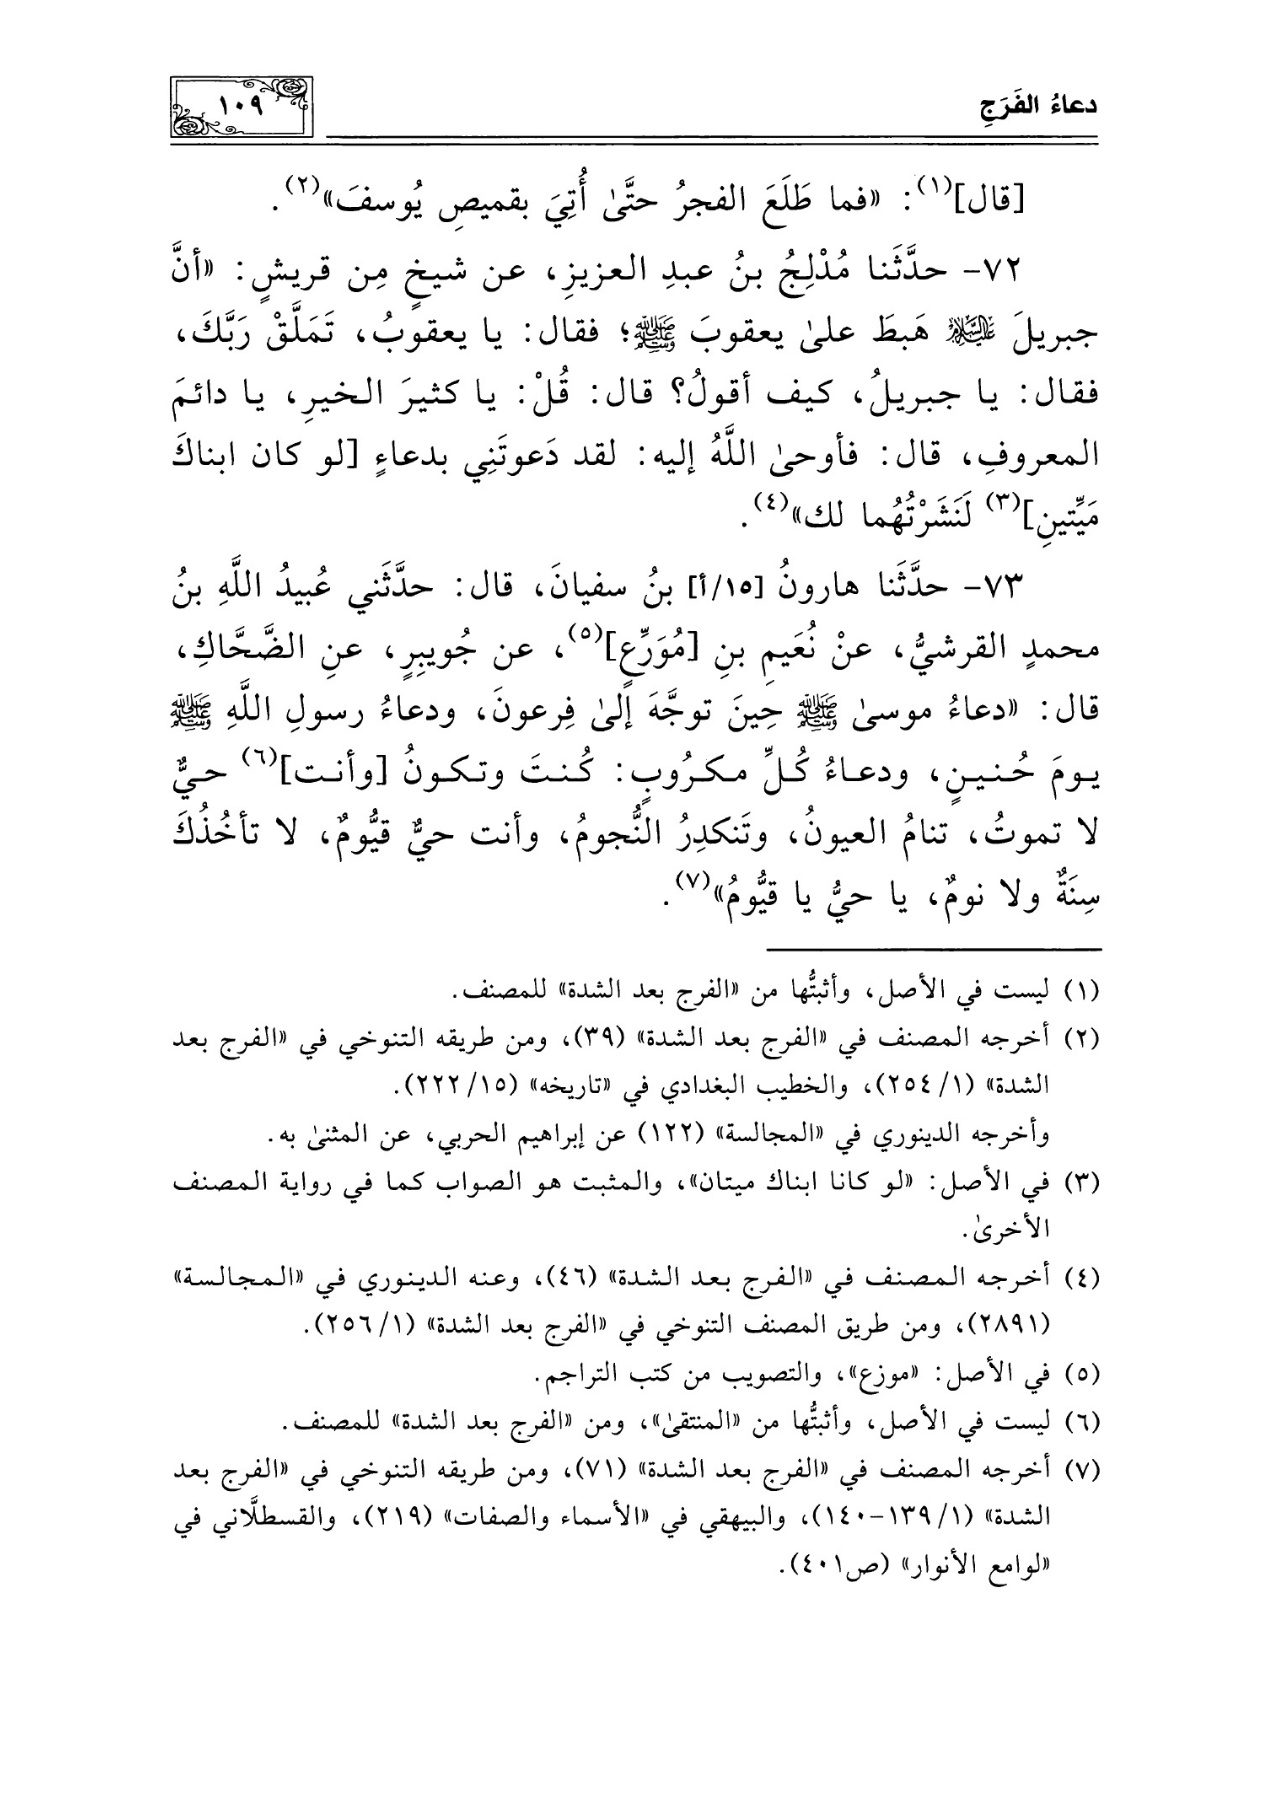 دعاءُ الفَرَجِ
١٠٩
[قال](١): «فما طَلَعَ الفجرُ حتَّىٰ أُتِيَ بقميصِ يُوسفَ»(٢).
٧٢- حدَّثَنا مُدْلِجُ بنُ عبدِ العزيزِ، عن شيخٍ مِن قريشٍ: «أنَّ
جبريلَ عليه السلام هَبطَ علىٰ يعقوبَ ﷺ؛ فقال: يا يعقوبُ، تَمَلَّقْ رَبَّكَ،
فقال: يا جبريلُ، كيف أقولُ؟ قال: قُلْ: يا كثيرَ الخيرِ، يا دائمَ
المعروفِ، قال: فأوحىٰ اللَّهُ إليه: لقد دَعوتَنِي بدعاءٍ [لو كان ابناكَ
مَيِّتينِ](٣) لَنَشَرْتُهُما لك»(٤).
٧٣- حدَّثَنا هارونُ [١٥/أ] بنُ سفيانَ، قال: حدَّثَني عُبيدُ اللَّهِ بنُ
محمدٍ القرشيُّ، عنْ نُعَيمِ بنِ [مُوَرِّعٍ](٥)، عن جُويبِرٍ، عنِ الضَّحَّاكِ،
قال: «دعاءُ موسىٰ ﷺ حِينَ توجَّهَ إلىٰ فِرعونَ، ودعاءُ رسولِ اللَّهِ ﷺ
يومَ حُنينٍ، ودعاءُ كُلِّ مكرُوبٍ: كُنتَ وتكونُ [وأنت](٦) حيٌّ
لا تموتُ، تنامُ العيونُ، وتَنكدِرُ النُّجومُ، وأنت حيٌّ قيُّومٌ، لا تأخُذُكَ
سِنَةٌ ولا نومٌ، يا حيُّ يا قيُّومُ»(٧).
(١) ليست في الأصل، وأثبتُّها من «الفرج بعد الشدة» للمصنف.
(٢) أخرجه المصنف في «الفرج بعد الشدة» (٣٩)، ومن طريقه التنوخي في «الفرج بعد
الشدة» (١/ ٢٥٤)، والخطيب البغدادي في «تاريخه» (١٥/ ٢٢٢).
وأخرجه الدينوري في «المجالسة» (١٢٢) عن إبراهيم الحربي، عن المثنىٰ به.
(٣) في الأصل: «لو كانا ابناك ميتان»، والمثبت هو الصواب كما في رواية المصنف
الأخرىٰ.
(٤) أخرجه المصنف في «الفرج بعد الشدة» (٤٦)، وعنه الدينوري في «المجالسة»
(٢٨٩١)، ومن طريق المصنف التنوخي في «الفرج بعد الشدة» (١/ ٢٥٦).
(٥) في الأصل: «موزع»، والتصويب من كتب التراجم.
(٦) ليست في الأصل، وأثبتُّها من «المنتقىٰ»، ومن «الفرج بعد الشدة» للمصنف.
(٧) أخرجه المصنف في «الفرج بعد الشدة» (٧١)، ومن طريقه التنوخي في «الفرج بعد
الشدة» (١/ ١٣٩-١٤٠)، والبيهقي في «الأسماء والصفات» (٢١٩)، والقسطلَّاني في
«لوامع الأنوار» (ص٤٠١).